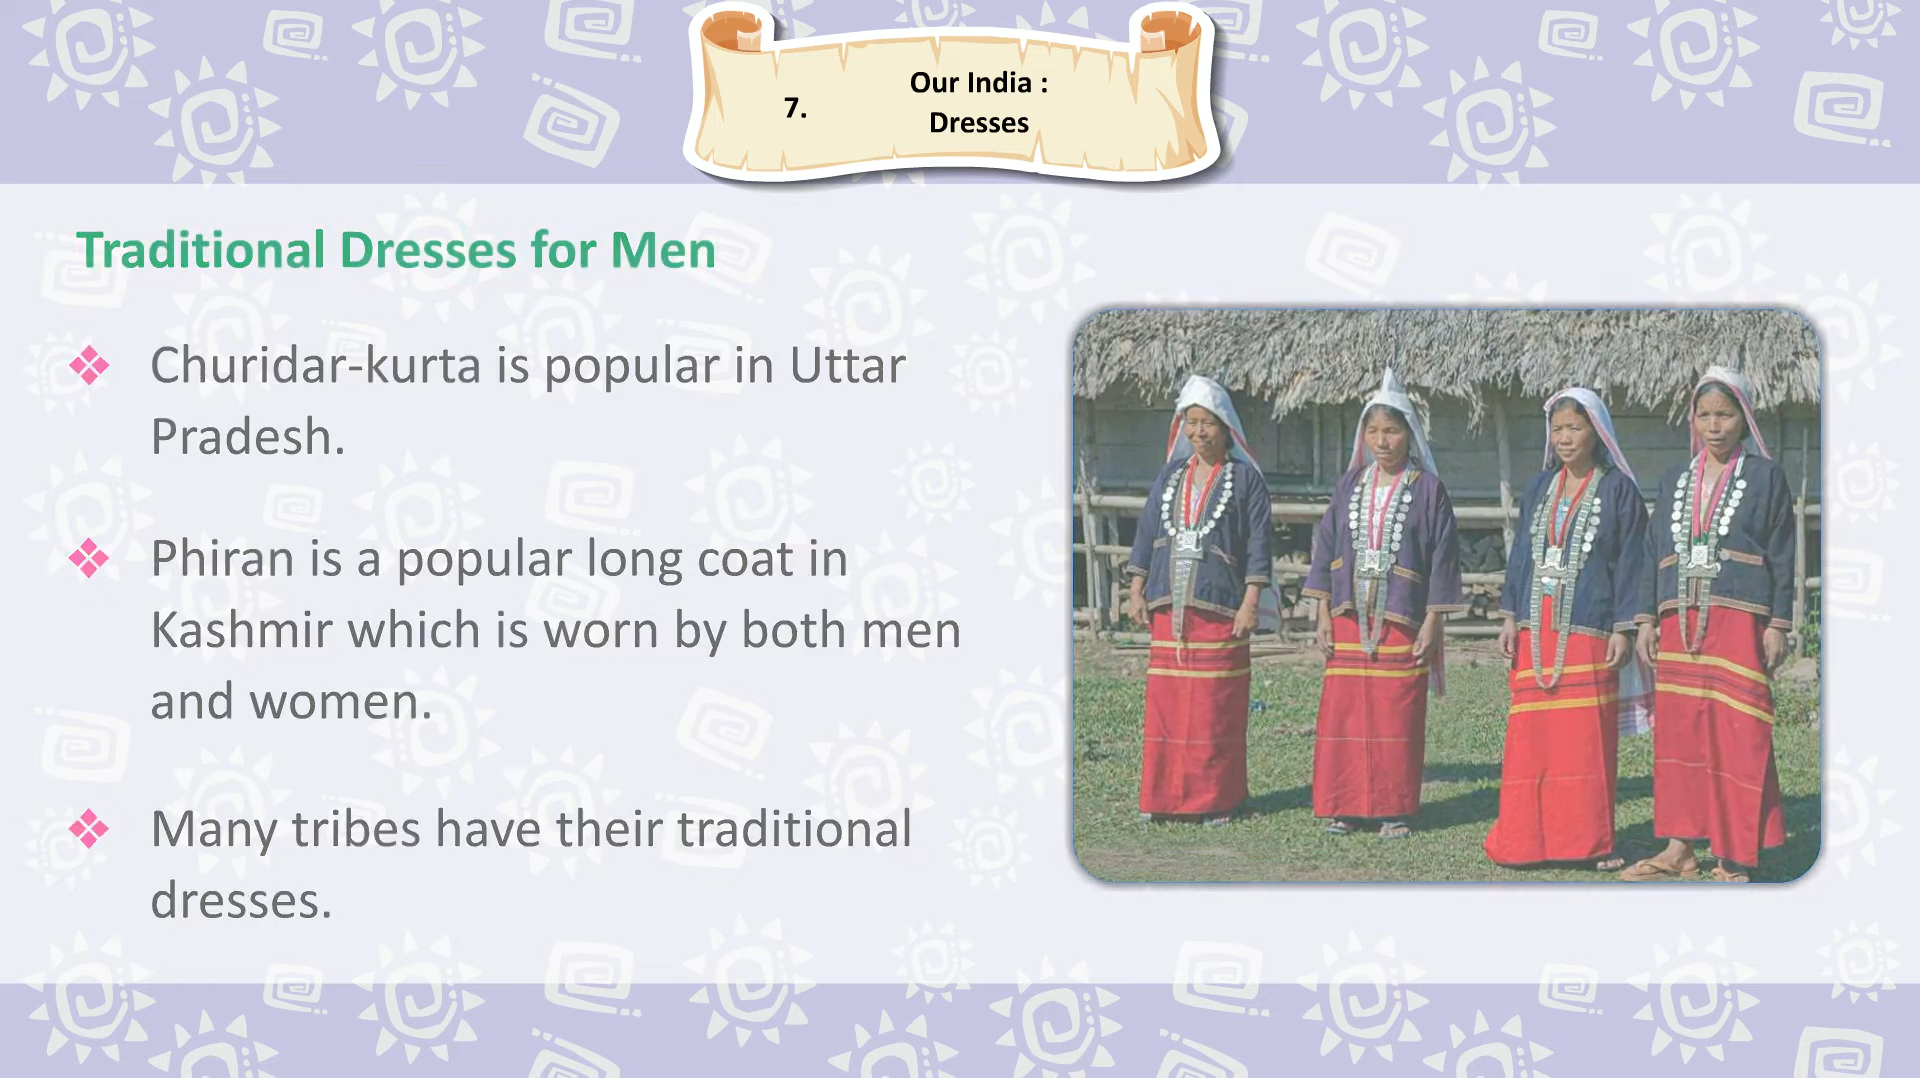 7.
Our India :
Dresses
Traditional Dresses for Men
Churidar-kurta is popular in Uttar
Pradesh.
Phiran is a popular long coat in
Kashmir which is worn by both men
and women.
Many tribes have their traditional
dresses.